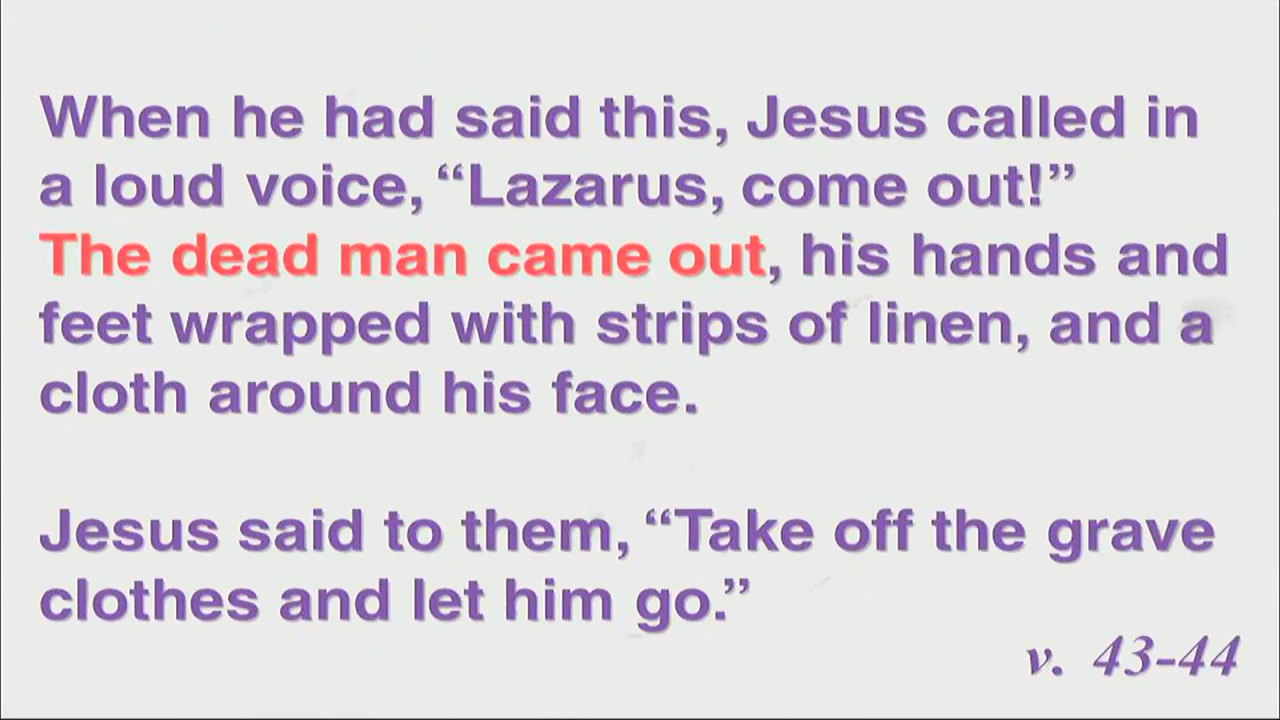 When he had said this, Jesus called in
a loud voice, “Lazarus, come out!”
The dead man came out, his hands and
feet wrapped with strips of linen, and a
cloth around his face.
Jesus said to them, “Take off the grave
clothes and let him go.”
v. 43-44